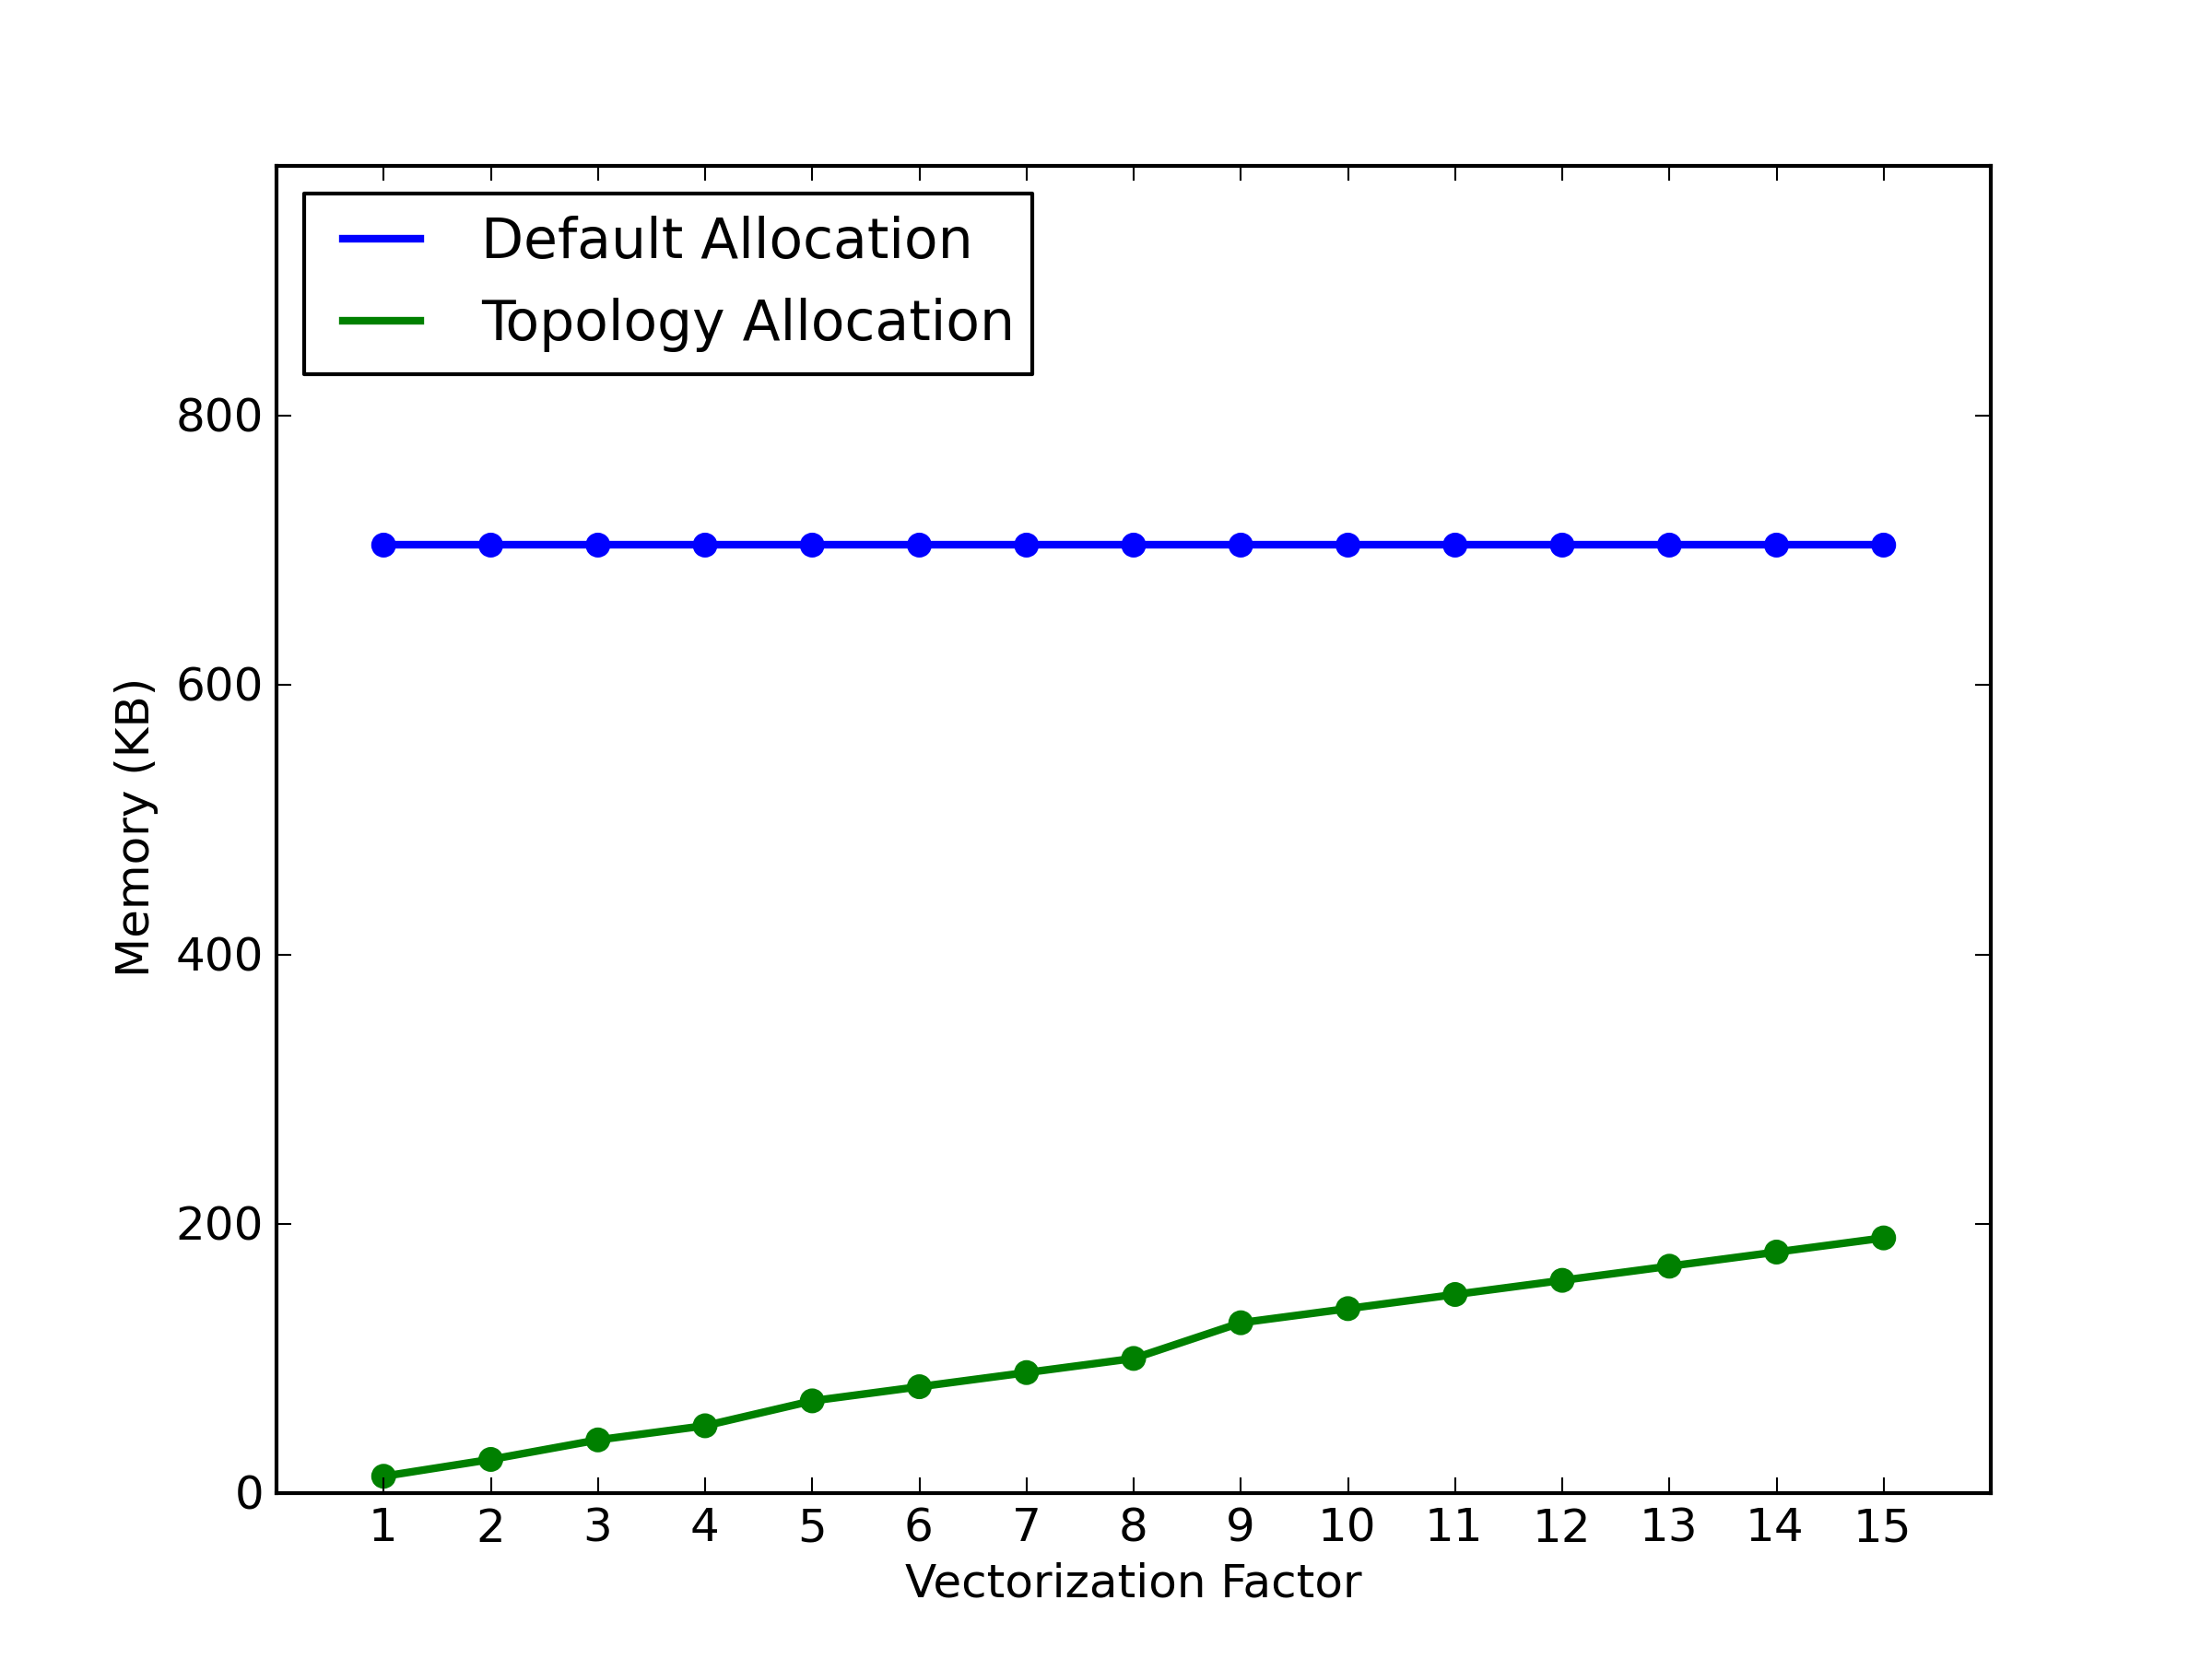 Default Allocation
Topology Allocation
800
600
400
200
0
Memory (KB)
1 2 3 4 5 6 7 8 9 10 11 12 13 14 15
Vectorization Factor